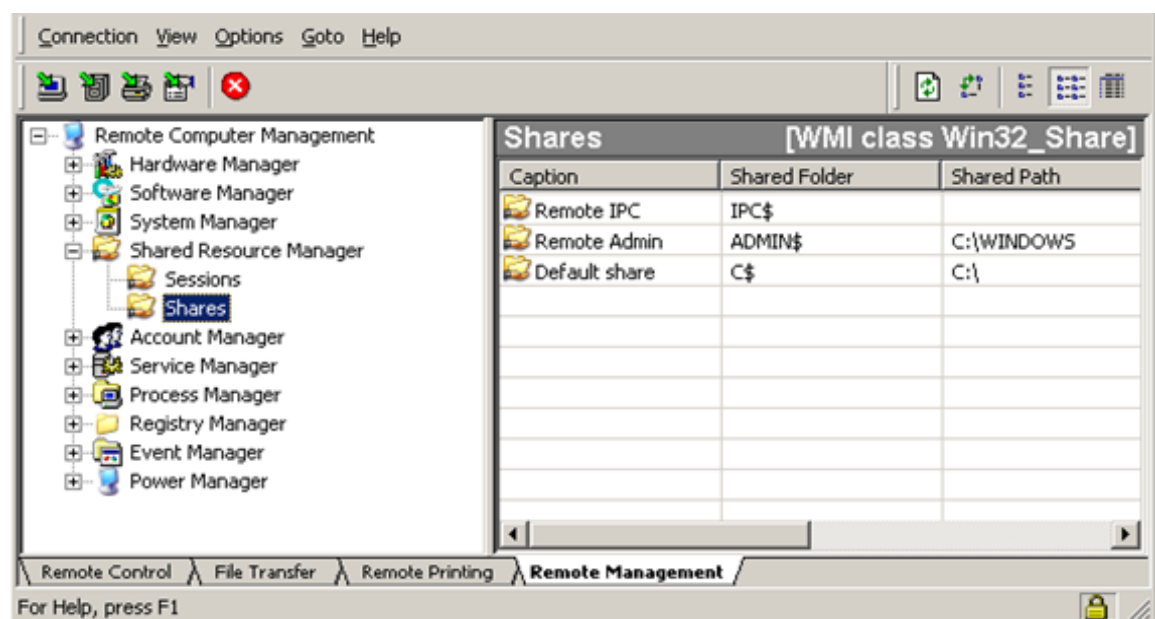 Connection View Options Goto Help
Remote Computer Management
Hardware Manager
Software Manager
System Manager
Shared Resource Manager
Sessions
Shares
Account Manager
Service Manager
Process Manager
Registry Manager
Event Manager
Power Manager
Shares [WMI class Win32_Share]
Caption Shared Folder Shared Path
Remote IPC IPC$
Remote Admin ADMIN$ C:\WINDOWS
Default share C$ C:\
Remote Control File Transfer Remote Printing Remote Management
For Help, press F1